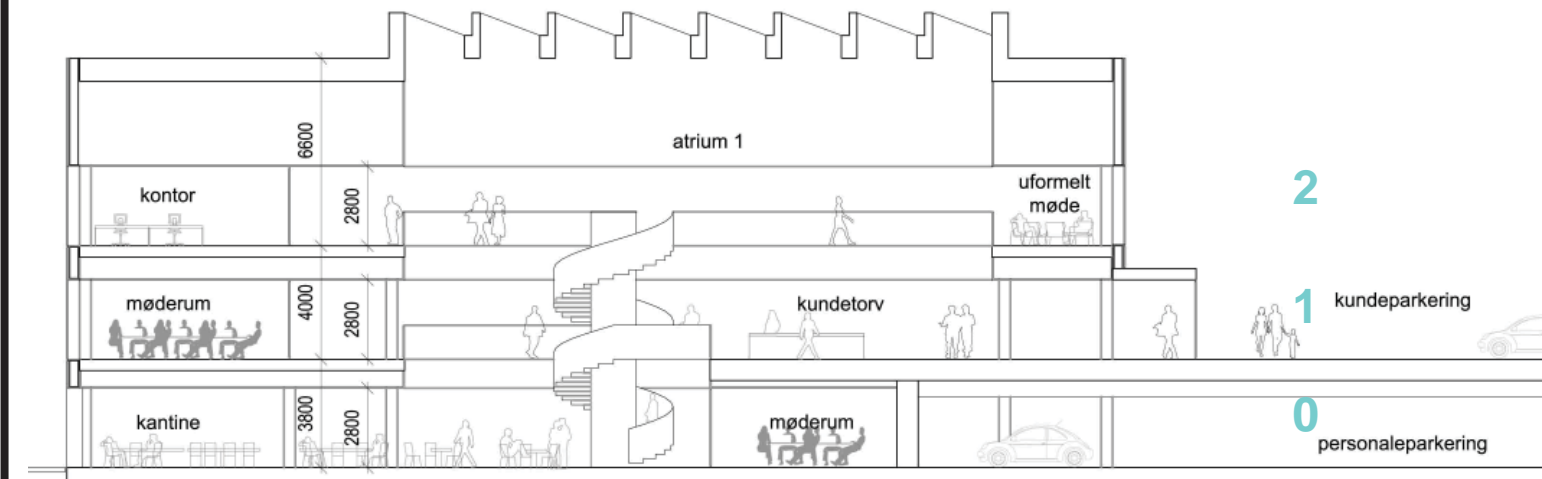 atrium 1
6600
kontor
2800
uformelt
møde
2
møderum
4000
2800
kundetorv
1
kundeparkering
kantine
3800
2800
møderum
0
personaleparkering